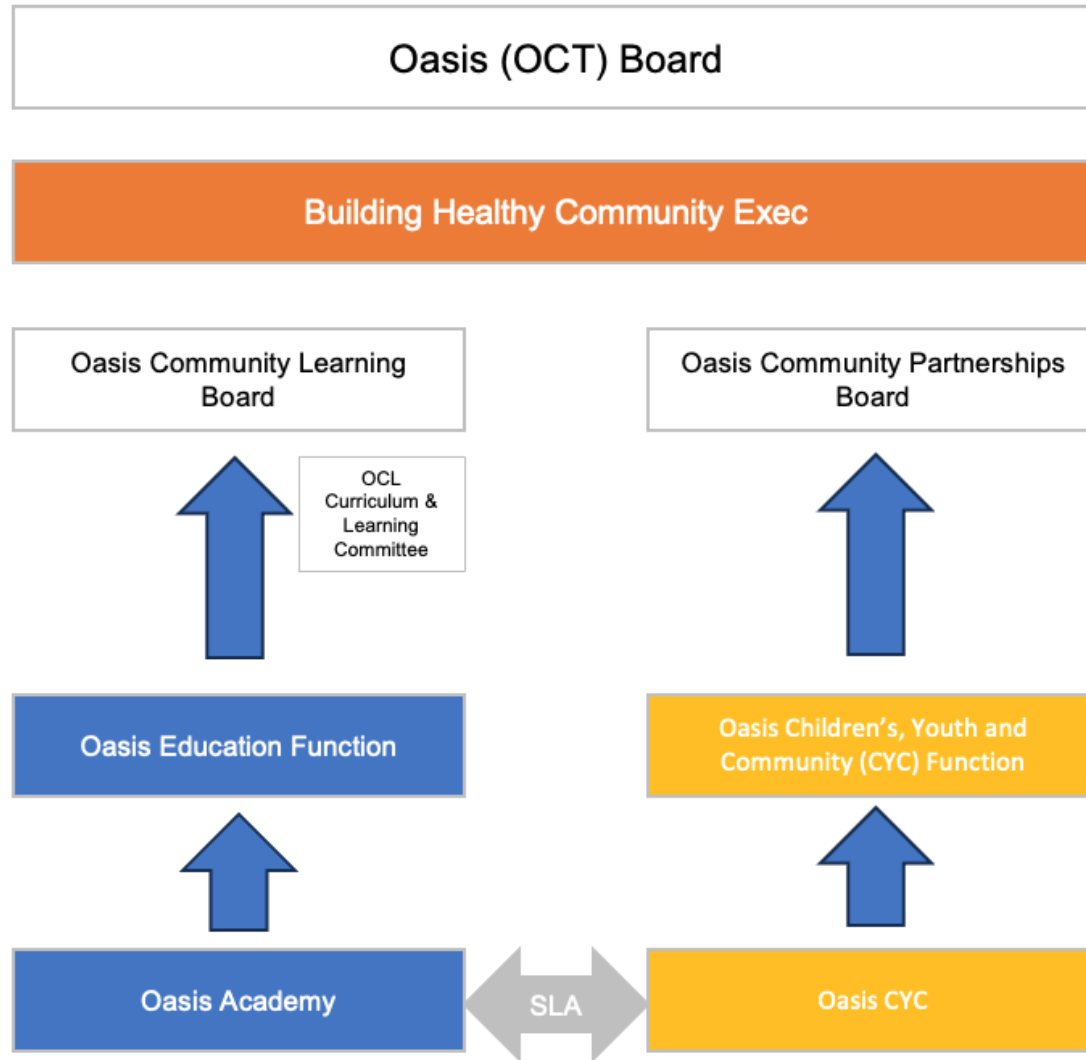 Oasis (OCT) Board
Building Healthy Community Exec
Oasis Community Learning
Board
Oasis Community Partnerships
Board
OCL
Curriculum &
Learning
Committee
Oasis Education Function
Oasis Children’s, Youth and
Community (CYC) Function
Oasis Academy
SLA
Oasis CYC